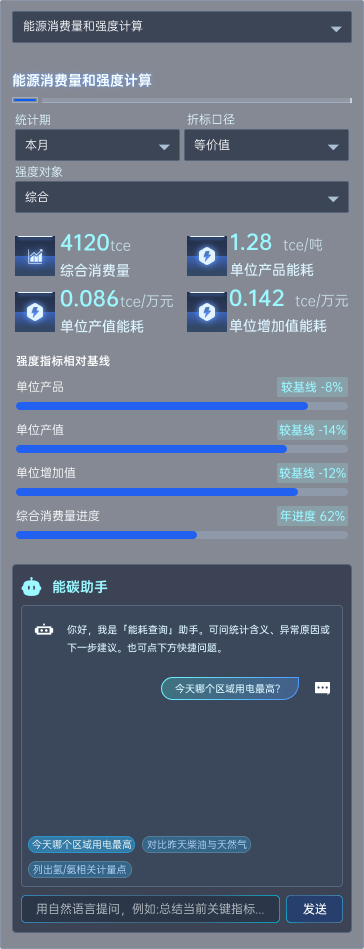 能源消费量和强度计算
能源消费量和强度计算
统计期
折标口径
本月
等价值
强度对象
综合
4120tce
综合消费量
1.28 tce/吨
单位产品能耗
0.086tce/万元
单位产值能耗
0.142 tce/万元
单位增加值能耗
强度指标相对基线
单位产品
较基线 -8%
单位产值
较基线 -14%
单位增加值
较基线 -12%
综合消费量进度
年进度 62%
能碳助手
你好，我是「能耗查询」助手。可问统计含义、异常原因或
下一步建议。也可点下方快捷问题。
今天哪个区域用电最高？
今天哪个区域用电最高
对比昨天柴油与天然气
列出氢/氨相关计量点
用自然语言提问，例如:总结当前关键指标...
发送